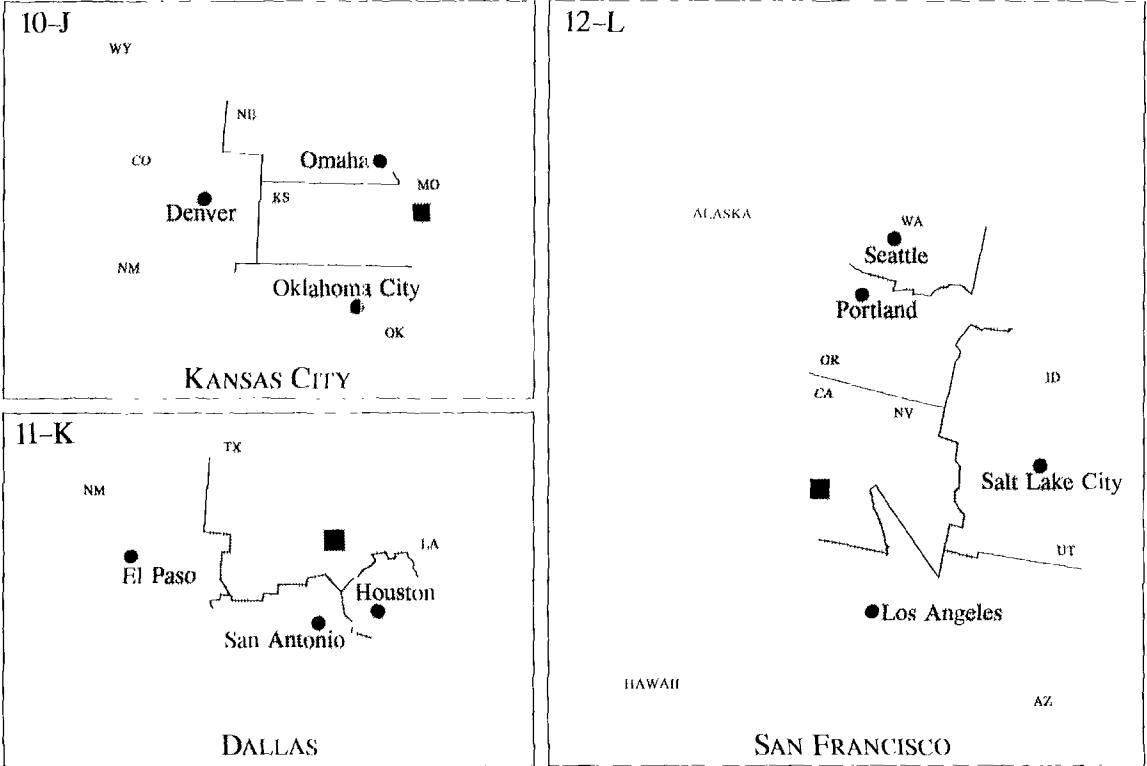 10-J
WY
NE
CO
Omaha
MO
KS
Denver
NM
Oklahoma City
OK
KANSAS CITY
11-K
TX
NM
LA
El Paso
Houston
San Antonio
DALLAS
12-L
ALASKA
WA
Seattle
Portland
OR
ID
CA
NV
Salt Lake City
UT
Los Angeles
HAWAII
AZ
SAN FRANCISCO